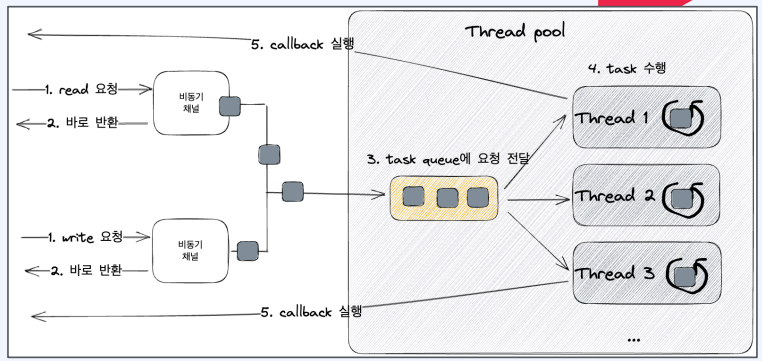 Thread pool
5. callback 실행
4. task 수행
1. read 요청
비동기
채널
2. 바로 반환
Thread 1
3. task queue에 요청 전달
Thread 2
1. write 요청
비동기
채널
2. 바로 반환
Thread 3
5. callback 실행
...